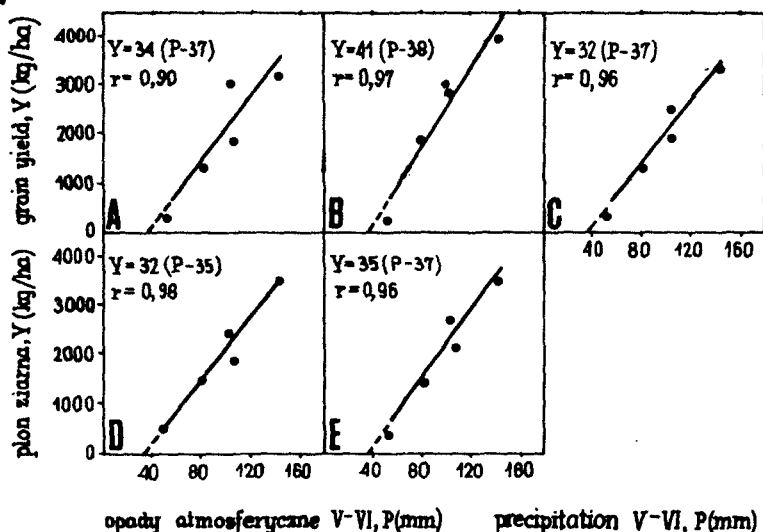 grain yield, Y (kg/ha)
4000
3000
2000
1000
0
Y=34 (P-37)
r=0,90
A
Y=41 (P-38)
r=0,97
B
Y=32 (P-37)
r=0,96
C
40 80 120 160
plon ziarna, Y (kg/ha)
4000
3000
2000
1000
0
Y=32 (P-35)
r=0,98
D
Y=35 (P-37)
r=0,96
E
40 80 120 160
40 80 120 160
opady atmosferyczne V-VI, P(mm) precipitation V-VI, P(mm)